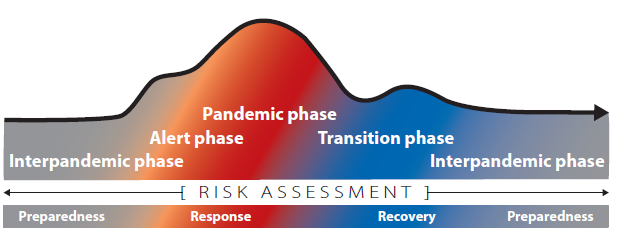 Pandemic phase
Alert phase
Transition phase
Interpandemic phase
Interpandemic phase
[ RISK ASSESSMENT ]
Preparedness
Response
Recovery
Preparedness